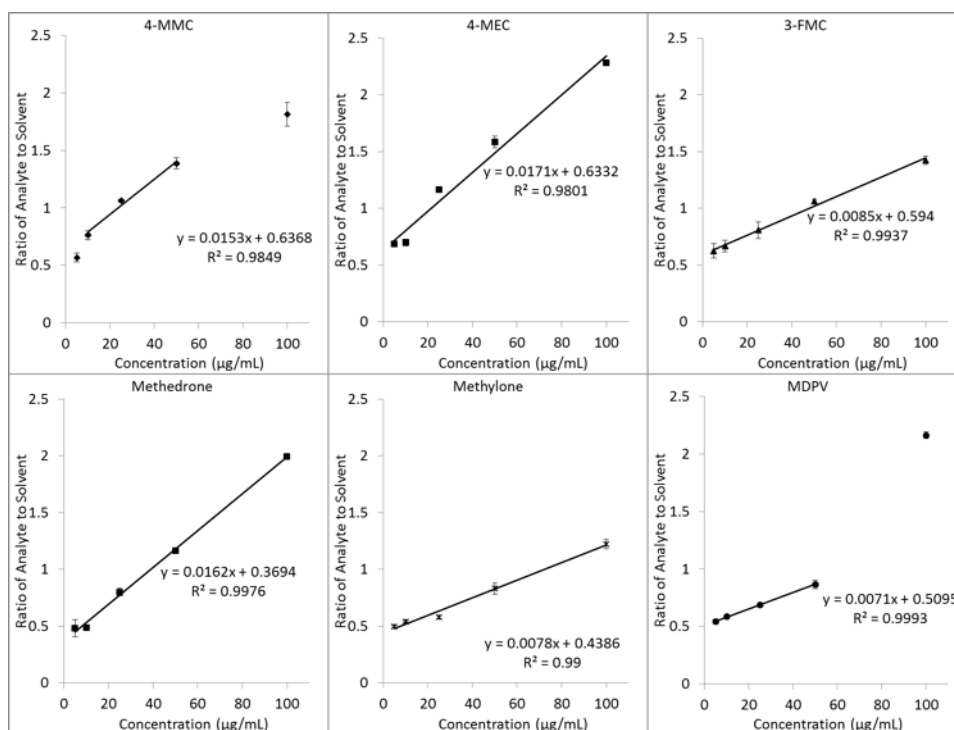 4-MMC
Ratio of Analyte to Solvent
2.5
2
1.5
1
0.5
0
y = 0.0153x + 0.6368
R² = 0.9849
0 20 40 60 80 100
Concentration (µg/mL)
4-MEC
Ratio of Analyte to Solvent
2.5
2
1.5
1
0.5
0
y = 0.0171x + 0.6332
R² = 0.9801
0 20 40 60 80 100
Concentration (µg/mL)
3-FMC
Ratio of Analyte to Solvent
2.5
2
1.5
1
0.5
0
y = 0.0085x + 0.594
R² = 0.9937
0 20 40 60 80 100
Concentration (µg/mL)
Methedrone
Ratio of Analyte to Solvent
2.5
2
1.5
1
0.5
0
y = 0.0162x + 0.3694
R² = 0.9976
0 20 40 60 80 100
Concentration (µg/mL)
Methylone
Ratio of Analyte to Solvent
2.5
2
1.5
1
0.5
0
y = 0.0078x + 0.4386
R² = 0.99
0 20 40 60 80 100
Concentration (µg/mL)
MDPV
Ratio of Analyte to Solvent
2.5
2
1.5
1
0.5
0
y = 0.0071x + 0.5095
R² = 0.9993
0 20 40 60 80 100
Concentration (µg/mL)